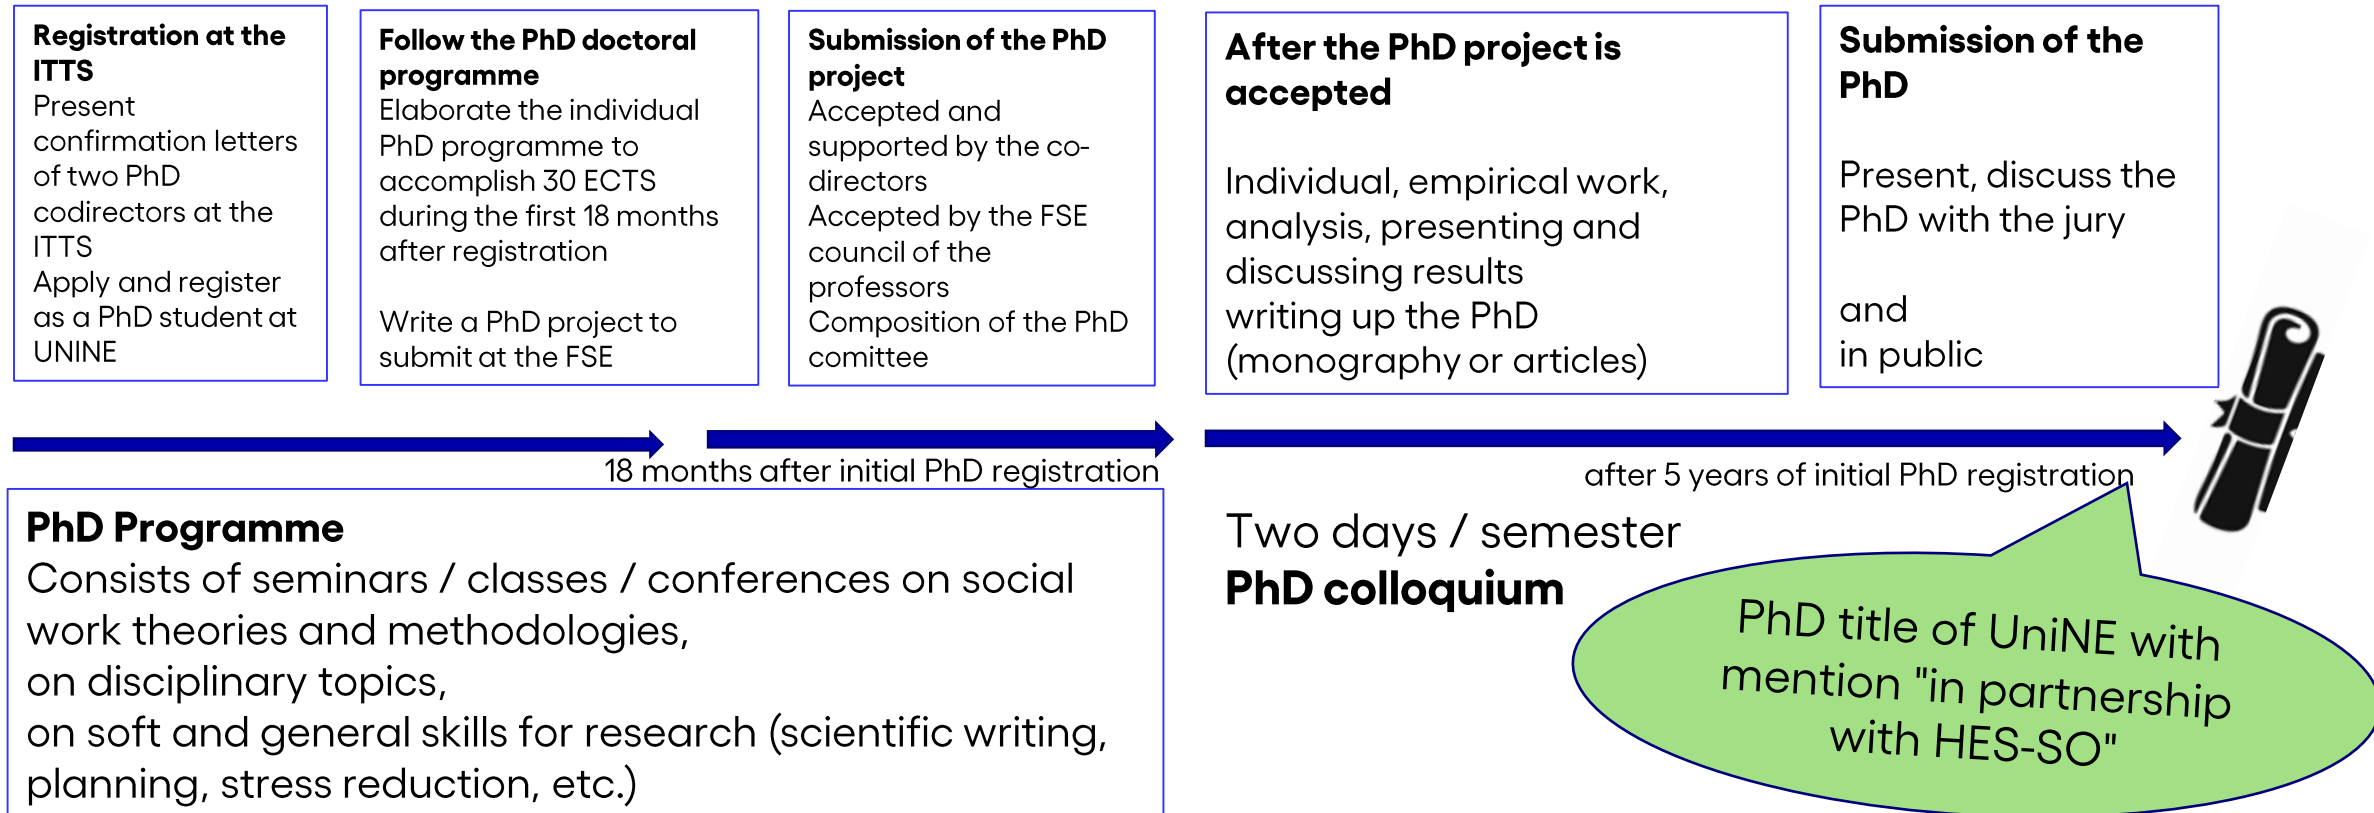 Registration at the
ITTS
Present
confirmation letters
of two PhD
codirectors at the
ITTS
Apply and register
as a PhD student at
UNINE
Follow the PhD doctoral
programme
Elaborate the individual
PhD programme to
accomplish 30 ECTS
during the first 18 months
after registration
Write a PhD project to
submit at the FSE
Submission of the PhD
project
Accepted and
supported by the co-
directors
Accepted by the FSE
council of the
professors
Composition of the PhD
comittee
After the PhD project is
accepted
Individual, empirical work,
analysis, presenting and
discussing results
writing up the PhD
(monography or articles)
Submission of the
PhD
Present, discuss the
PhD with the jury
and
in public
18 months after initial PhD registration
after 5 years of initial PhD registration
PhD Programme
Consists of seminars / classes / conferences on social
work theories and methodologies,
on disciplinary topics,
on soft and general skills for research (scientific writing,
planning, stress reduction, etc.)
Two days / semester
PhD colloquium
PhD title of UniNE with
mention "in partnership
with HES-SO"